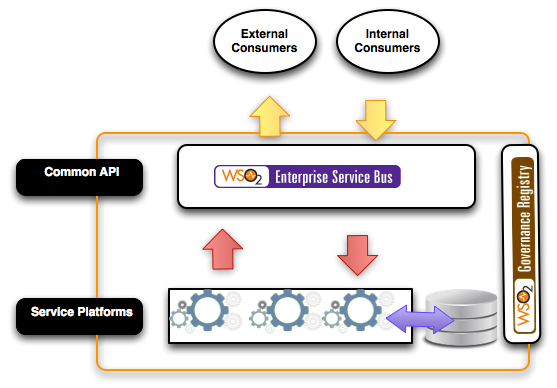 External
Consumers
Internal
Consumers
Common API
WSO2 Enterprise Service Bus
WSO2 Governance Registry
Service Platforms